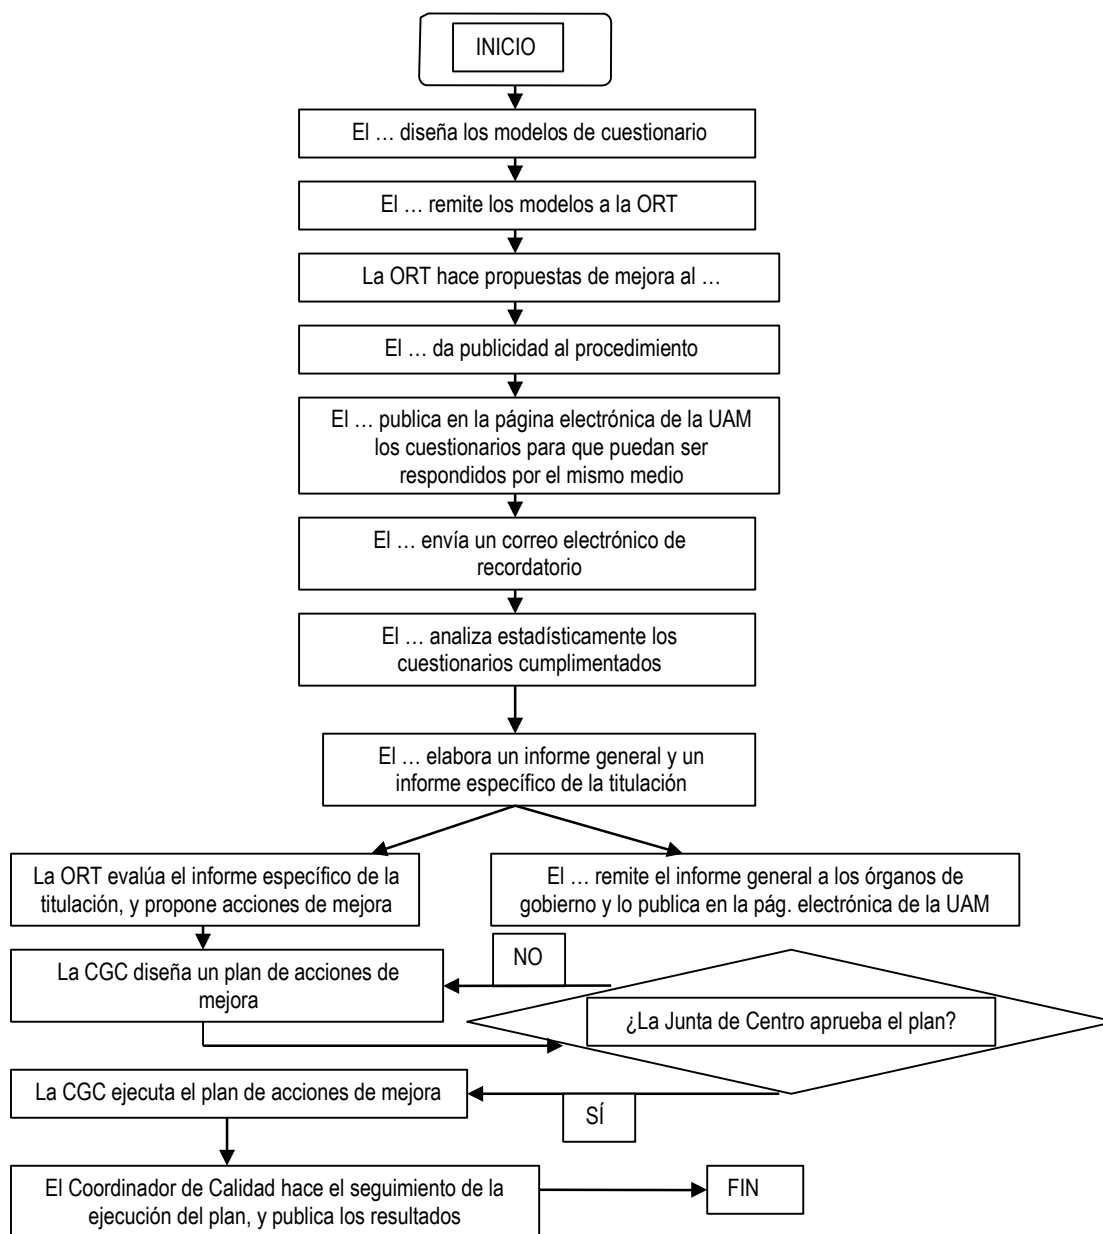 INICIO
El … diseña los modelos de cuestionario
El … remite los modelos a la ORT
La ORT hace propuestas de mejora al …
El … da publicidad al procedimiento
El … publica en la página electrónica de la UAM
los cuestionarios para que puedan ser
respondidos por el mismo medio
El … envía un correo electrónico de
recordatorio
El … analiza estadísticamente los
cuestionarios cumplimentados
El … elabora un informe general y un
informe específico de la titulación
La ORT evalúa el informe específico de la
titulación, y propone acciones de mejora
El … remite el informe general a los órganos de
gobierno y lo publica en la pág. electrónica de la UAM
La CGC diseña un plan de acciones de
mejora
NO
¿La Junta de Centro aprueba el plan?
La CGC ejecuta el plan de acciones de mejora
SÍ
El Coordinador de Calidad hace el seguimiento de la
ejecución del plan, y publica los resultados
FIN